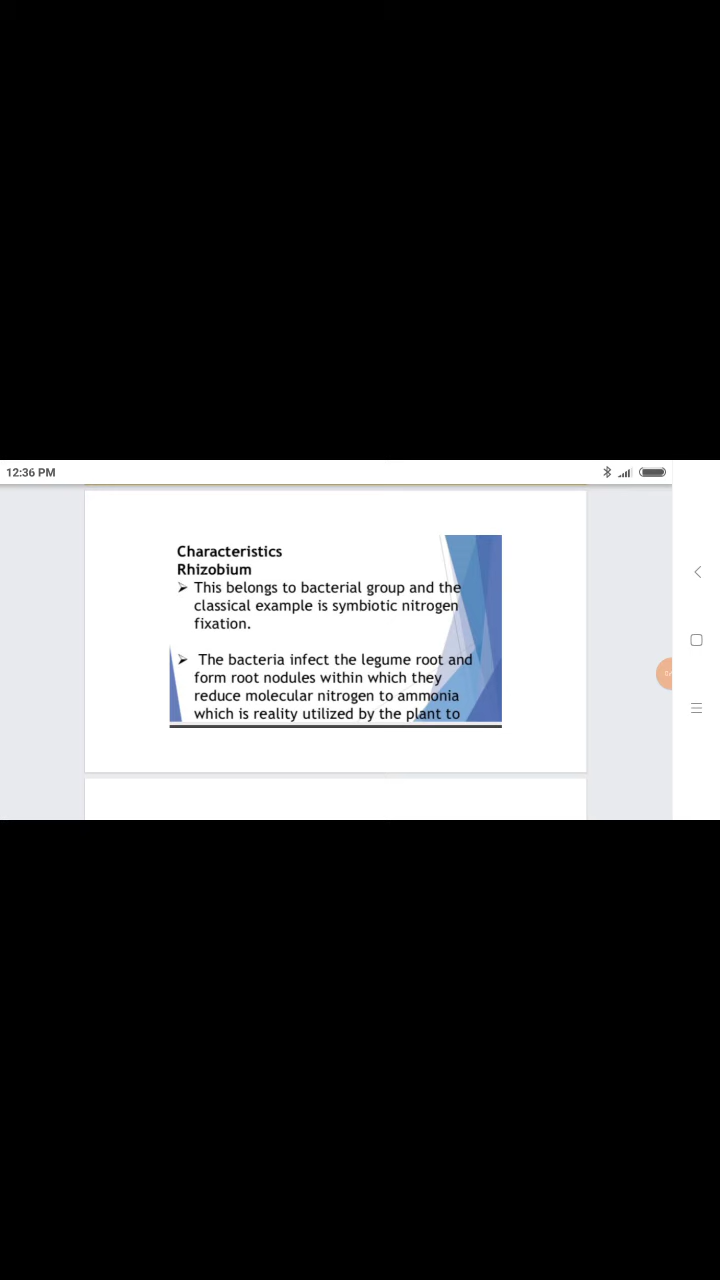 12:36 PM
Characteristics
Rhizobium
➢ This belongs to bacterial group and the
classical example is symbiotic nitrogen
fixation.
➢ The bacteria infect the legume root and
form root nodules within which they
reduce molecular nitrogen to ammonia
which is reality utilized by the plant to